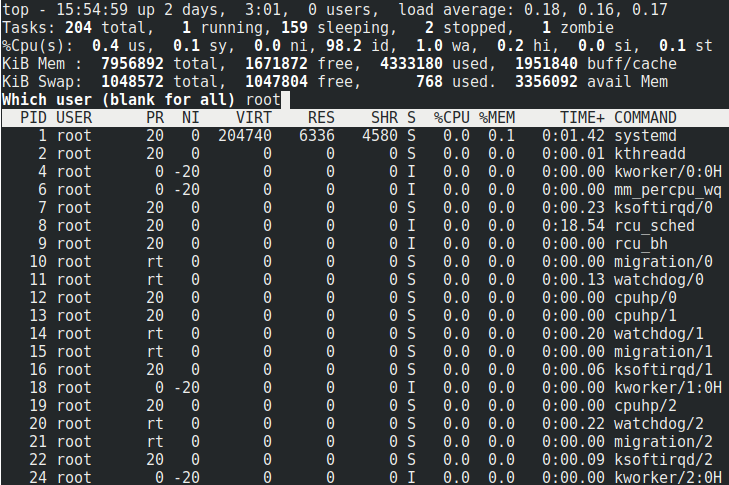 top - 15:54:59 up 2 days,  3:01,  0 users,  load average: 0.18, 0.16, 0.17
Tasks: 204 total,   1 running, 159 sleeping,   2 stopped,   1 zombie
%Cpu(s):  0.4 us,  0.1 sy,  0.0 ni, 98.2 id,  1.0 wa,  0.2 hi,  0.0 si,  0.1 st
KiB Mem :  7956892 total,  1671872 free,  4333180 used,  1951840 buff/cache
KiB Swap:  1048572 total,  1047804 free,      768 used.  3356092 avail Mem
Which user (blank for all) root
  PID USER      PR  NI    VIRT    RES    SHR S  %CPU %MEM     TIME+ COMMAND
    1 root      20   0  204740   6336   4580 S   0.0  0.1   0:01.42 systemd
    2 root      20   0       0      0      0 S   0.0  0.0   0:00.01 kthreadd
    4 root       0 -20       0      0      0 I   0.0  0.0   0:00.00 kworker/0:0H
    6 root       0 -20       0      0      0 I   0.0  0.0   0:00.00 mm_percpu_wq
    7 root      20   0       0      0      0 S   0.0  0.0   0:00.23 ksoftirqd/0
    8 root      20   0       0      0      0 I   0.0  0.0   0:18.54 rcu_sched
    9 root      20   0       0      0      0 I   0.0  0.0   0:00.00 rcu_bh
   10 root      rt   0       0      0      0 S   0.0  0.0   0:00.00 migration/0
   11 root      rt   0       0      0      0 S   0.0  0.0   0:00.13 watchdog/0
   12 root      20   0       0      0      0 S   0.0  0.0   0:00.00 cpuhp/0
   13 root      20   0       0      0      0 S   0.0  0.0   0:00.00 cpuhp/1
   14 root      rt   0       0      0      0 S   0.0  0.0   0:00.20 watchdog/1
   15 root      rt   0       0      0      0 S   0.0  0.0   0:00.00 migration/1
   16 root      20   0       0      0      0 S   0.0  0.0   0:00.06 ksoftirqd/1
   18 root       0 -20       0      0      0 I   0.0  0.0   0:00.00 kworker/1:0H
   19 root      20   0       0      0      0 S   0.0  0.0   0:00.00 cpuhp/2
   20 root      rt   0       0      0      0 S   0.0  0.0   0:00.22 watchdog/2
   21 root      rt   0       0      0      0 S   0.0  0.0   0:00.00 migration/2
   22 root      20   0       0      0      0 S   0.0  0.0   0:00.09 ksoftirqd/2
   24 root       0 -20       0      0      0 I   0.0  0.0   0:00.00 kworker/2:0H